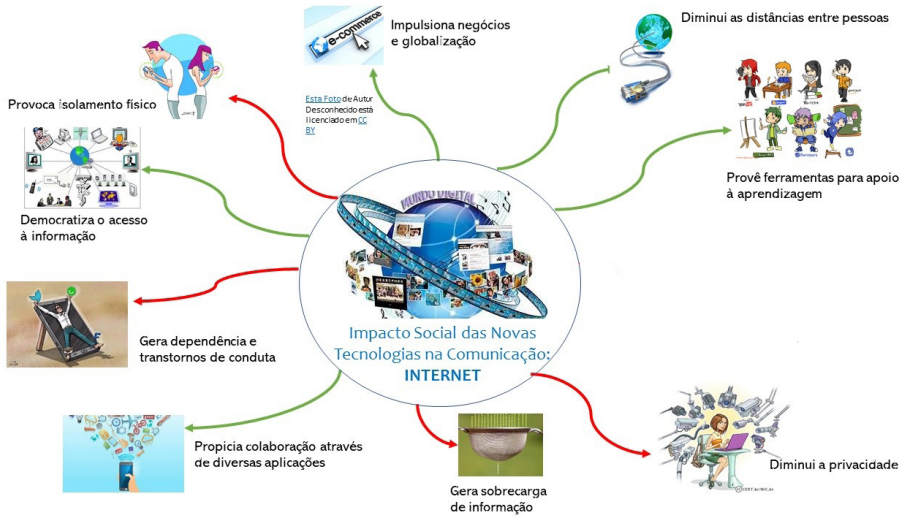 Impulsiona negócios
e globalização
Diminui as distâncias entre pessoas
e-commerce
Provoca isolamento físico
Esta Foto de Autor
Desconhecido está
licenciado em CC
BY
Provê ferramentas para apoio
à aprendizagem
Democratiza o acesso
à informação
MUNDO DIGITAL
Impacto Social das Novas
Tecnologias na Comunicação:
INTERNET
Gera dependência e
transtornos de conduta
Propicia colaboração através
de diversas aplicações
Gera sobrecarga
de informação
Diminui a privacidade